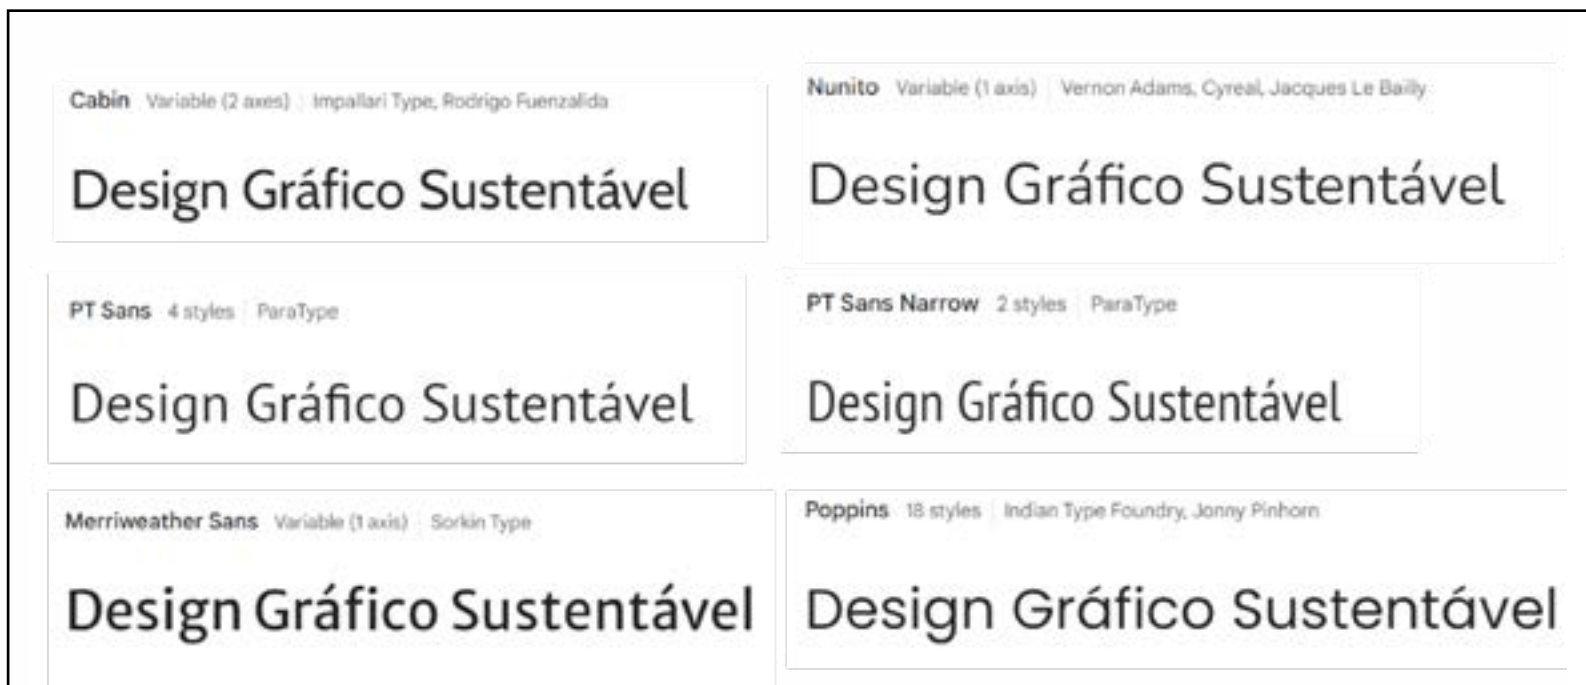 Cabin Variable (2 axes) | Impallari Type, Rodrigo Fuenzalida
Design Gráfico Sustentável
Nunito Variable (1 axis) | Vernon Adams, Cyreal, Jacques Le Bailly
Design Gráfico Sustentável
PT Sans 4 styles | ParaType
Design Gráfico Sustentável
PT Sans Narrow 2 styles | ParaType
Design Gráfico Sustentável
Merriweather Sans Variable (1 axis) | Sorkin Type
Design Gráfico Sustentável
Poppins 18 styles | Indian Type Foundry, Jonny Pinhorn
Design Gráfico Sustentável